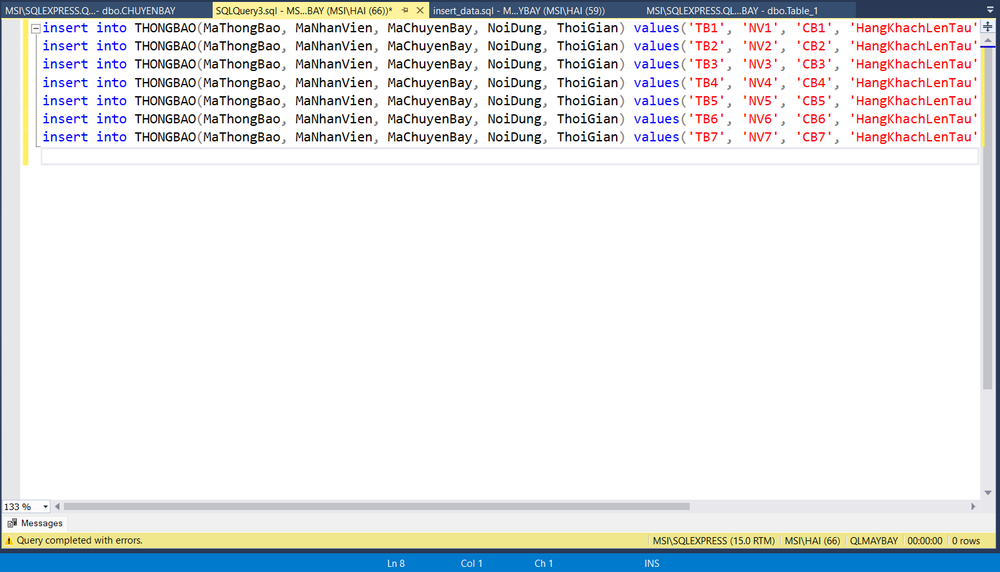 MSI\SQLEXPRESS.Q...- dbo.CHUYENBAY SQLQuery3.sql - MS...BAY (MSI\HAI (66))* insert_data.sql - M...YBAY (MSI\HAI (59)) MSI\SQLEXPRESS.QL...BAY - dbo.Table_1
insert into THONGBAO(MaThongBao, MaNhanVien, MaChuyenBay, NoiDung, ThoiGian) values('TB1', 'NV1', 'CB1', 'HangKhachLenTau'
insert into THONGBAO(MaThongBao, MaNhanVien, MaChuyenBay, NoiDung, ThoiGian) values('TB2', 'NV2', 'CB2', 'HangKhachLenTau'
insert into THONGBAO(MaThongBao, MaNhanVien, MaChuyenBay, NoiDung, ThoiGian) values('TB3', 'NV3', 'CB3', 'HangKhachLenTau'
insert into THONGBAO(MaThongBao, MaNhanVien, MaChuyenBay, NoiDung, ThoiGian) values('TB4', 'NV4', 'CB4', 'HangKhachLenTau'
insert into THONGBAO(MaThongBao, MaNhanVien, MaChuyenBay, NoiDung, ThoiGian) values('TB5', 'NV5', 'CB5', 'HangKhachLenTau'
insert into THONGBAO(MaThongBao, MaNhanVien, MaChuyenBay, NoiDung, ThoiGian) values('TB6', 'NV6', 'CB6', 'HangKhachLenTau'
insert into THONGBAO(MaThongBao, MaNhanVien, MaChuyenBay, NoiDung, ThoiGian) values('TB7', 'NV7', 'CB7', 'HangKhachLenTau'
133 %
Messages
Query completed with errors. MSI\SQLEXPRESS (15.0 RTM) MSI\HAI (66) QLMAYBAY 00:00:00 0 rows
Ln 8 Col 1 Ch 1 INS